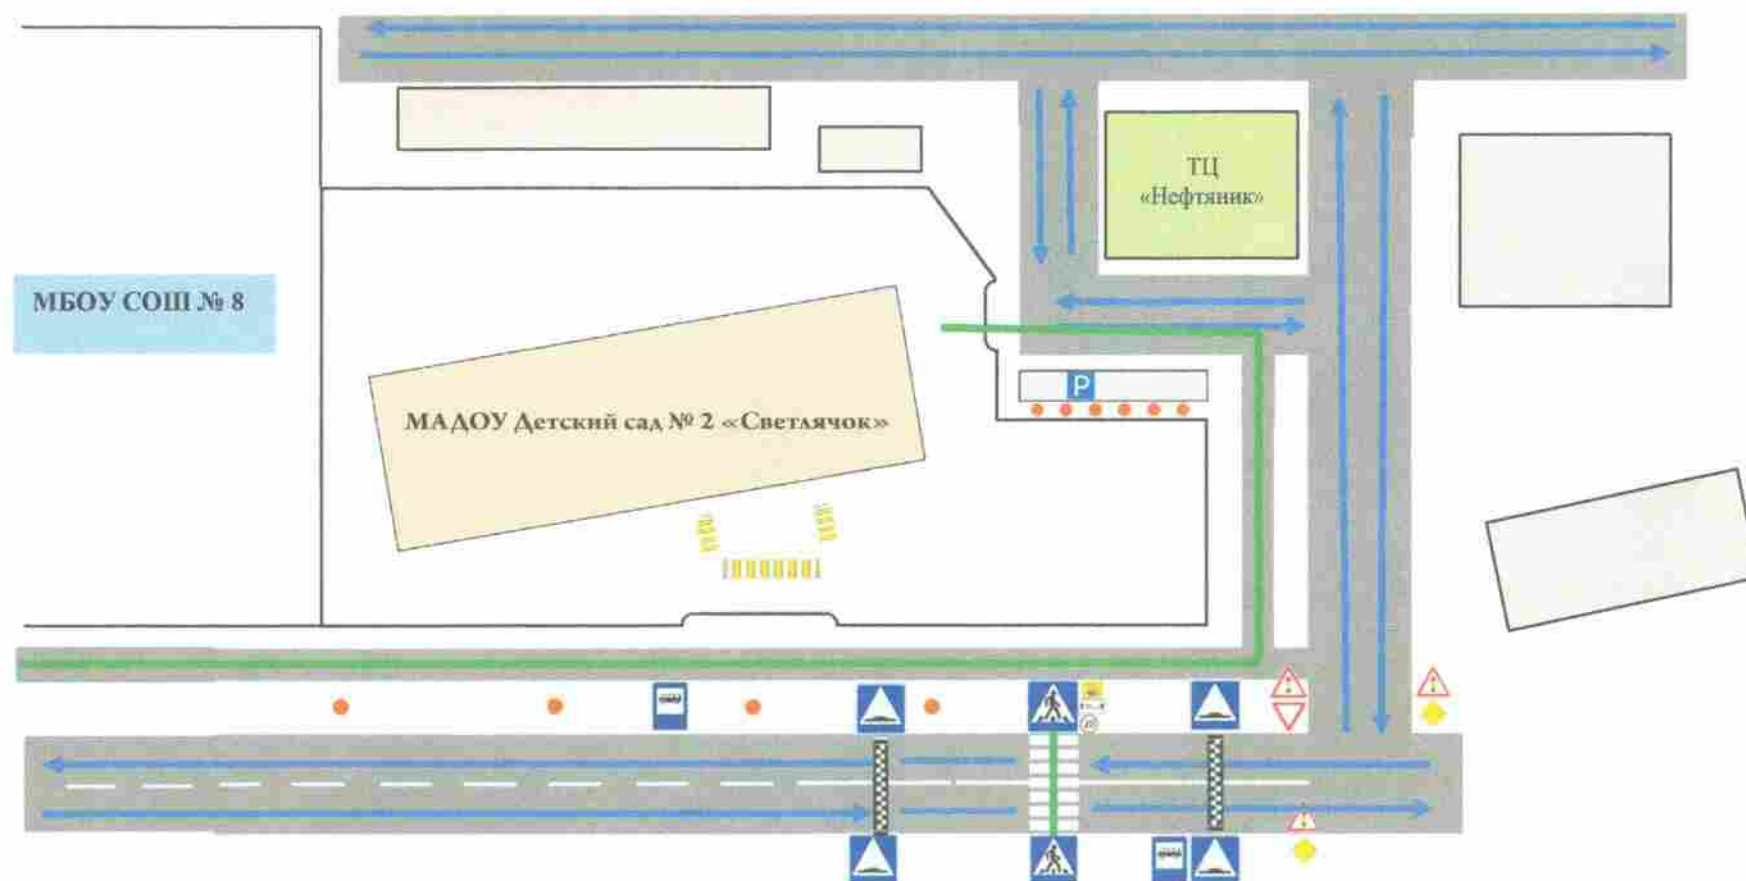 ТЦ
«Нефтяник»
МБОУ СОШ № 8
P
МАДОУ Детский сад № 2 «Светлячок»